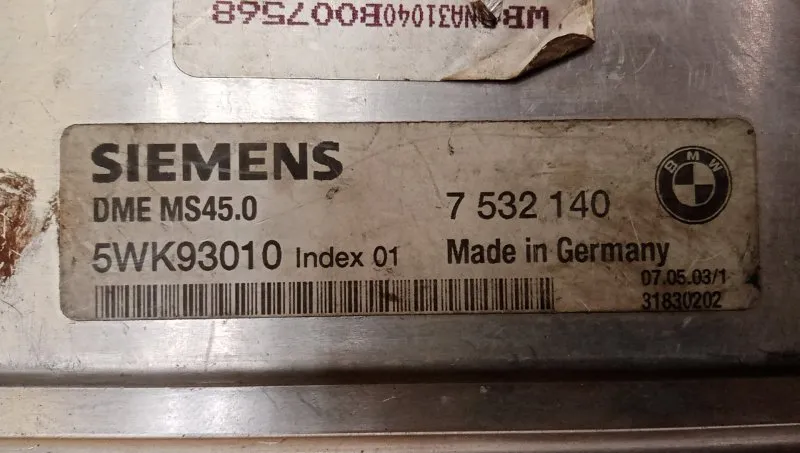 WBANA31040B007568
SIEMENS
BMW
DME MS45.0
7 532 140
5WK93010 Index 01
Made in Germany
07.05.03/1
31830202